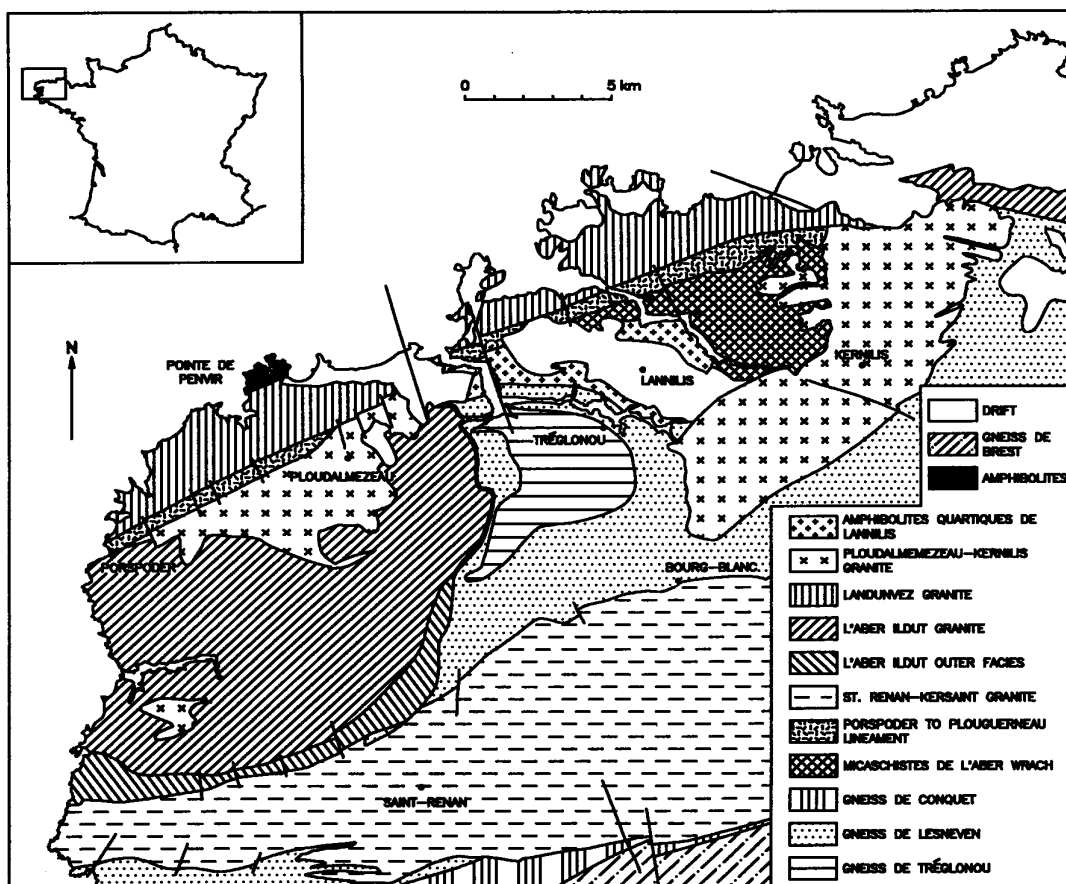 0 5 km
N
POINTE DE
PENVIR
LANNILIS
KERNILIS
TRÉGLONOU
PLOUDALMEZEAU
PORSPODER
BOURG-BLANC.
SAINT-RENAN
DRIFT
GNEISS DE
BREST
AMPHIBOLITES
AMPHIBOLITES QUARTIQUES DE
LANNILIS
PLOUDALMEMEZEAU-KERNILIS
GRANITE
LANDUNVEZ GRANITE
L'ABER ILDUT GRANITE
L'ABER ILDUT OUTER FACIES
ST. RENAN-KERSAINT GRANITE
PORSPODER TO PLOUGUERNEAU
LINEAMENT
MICASCHISTES DE L'ABER WRACH
GNEISS DE CONQUET
GNEISS DE LESNEVEN
GNEISS DE TRÉGLONOU